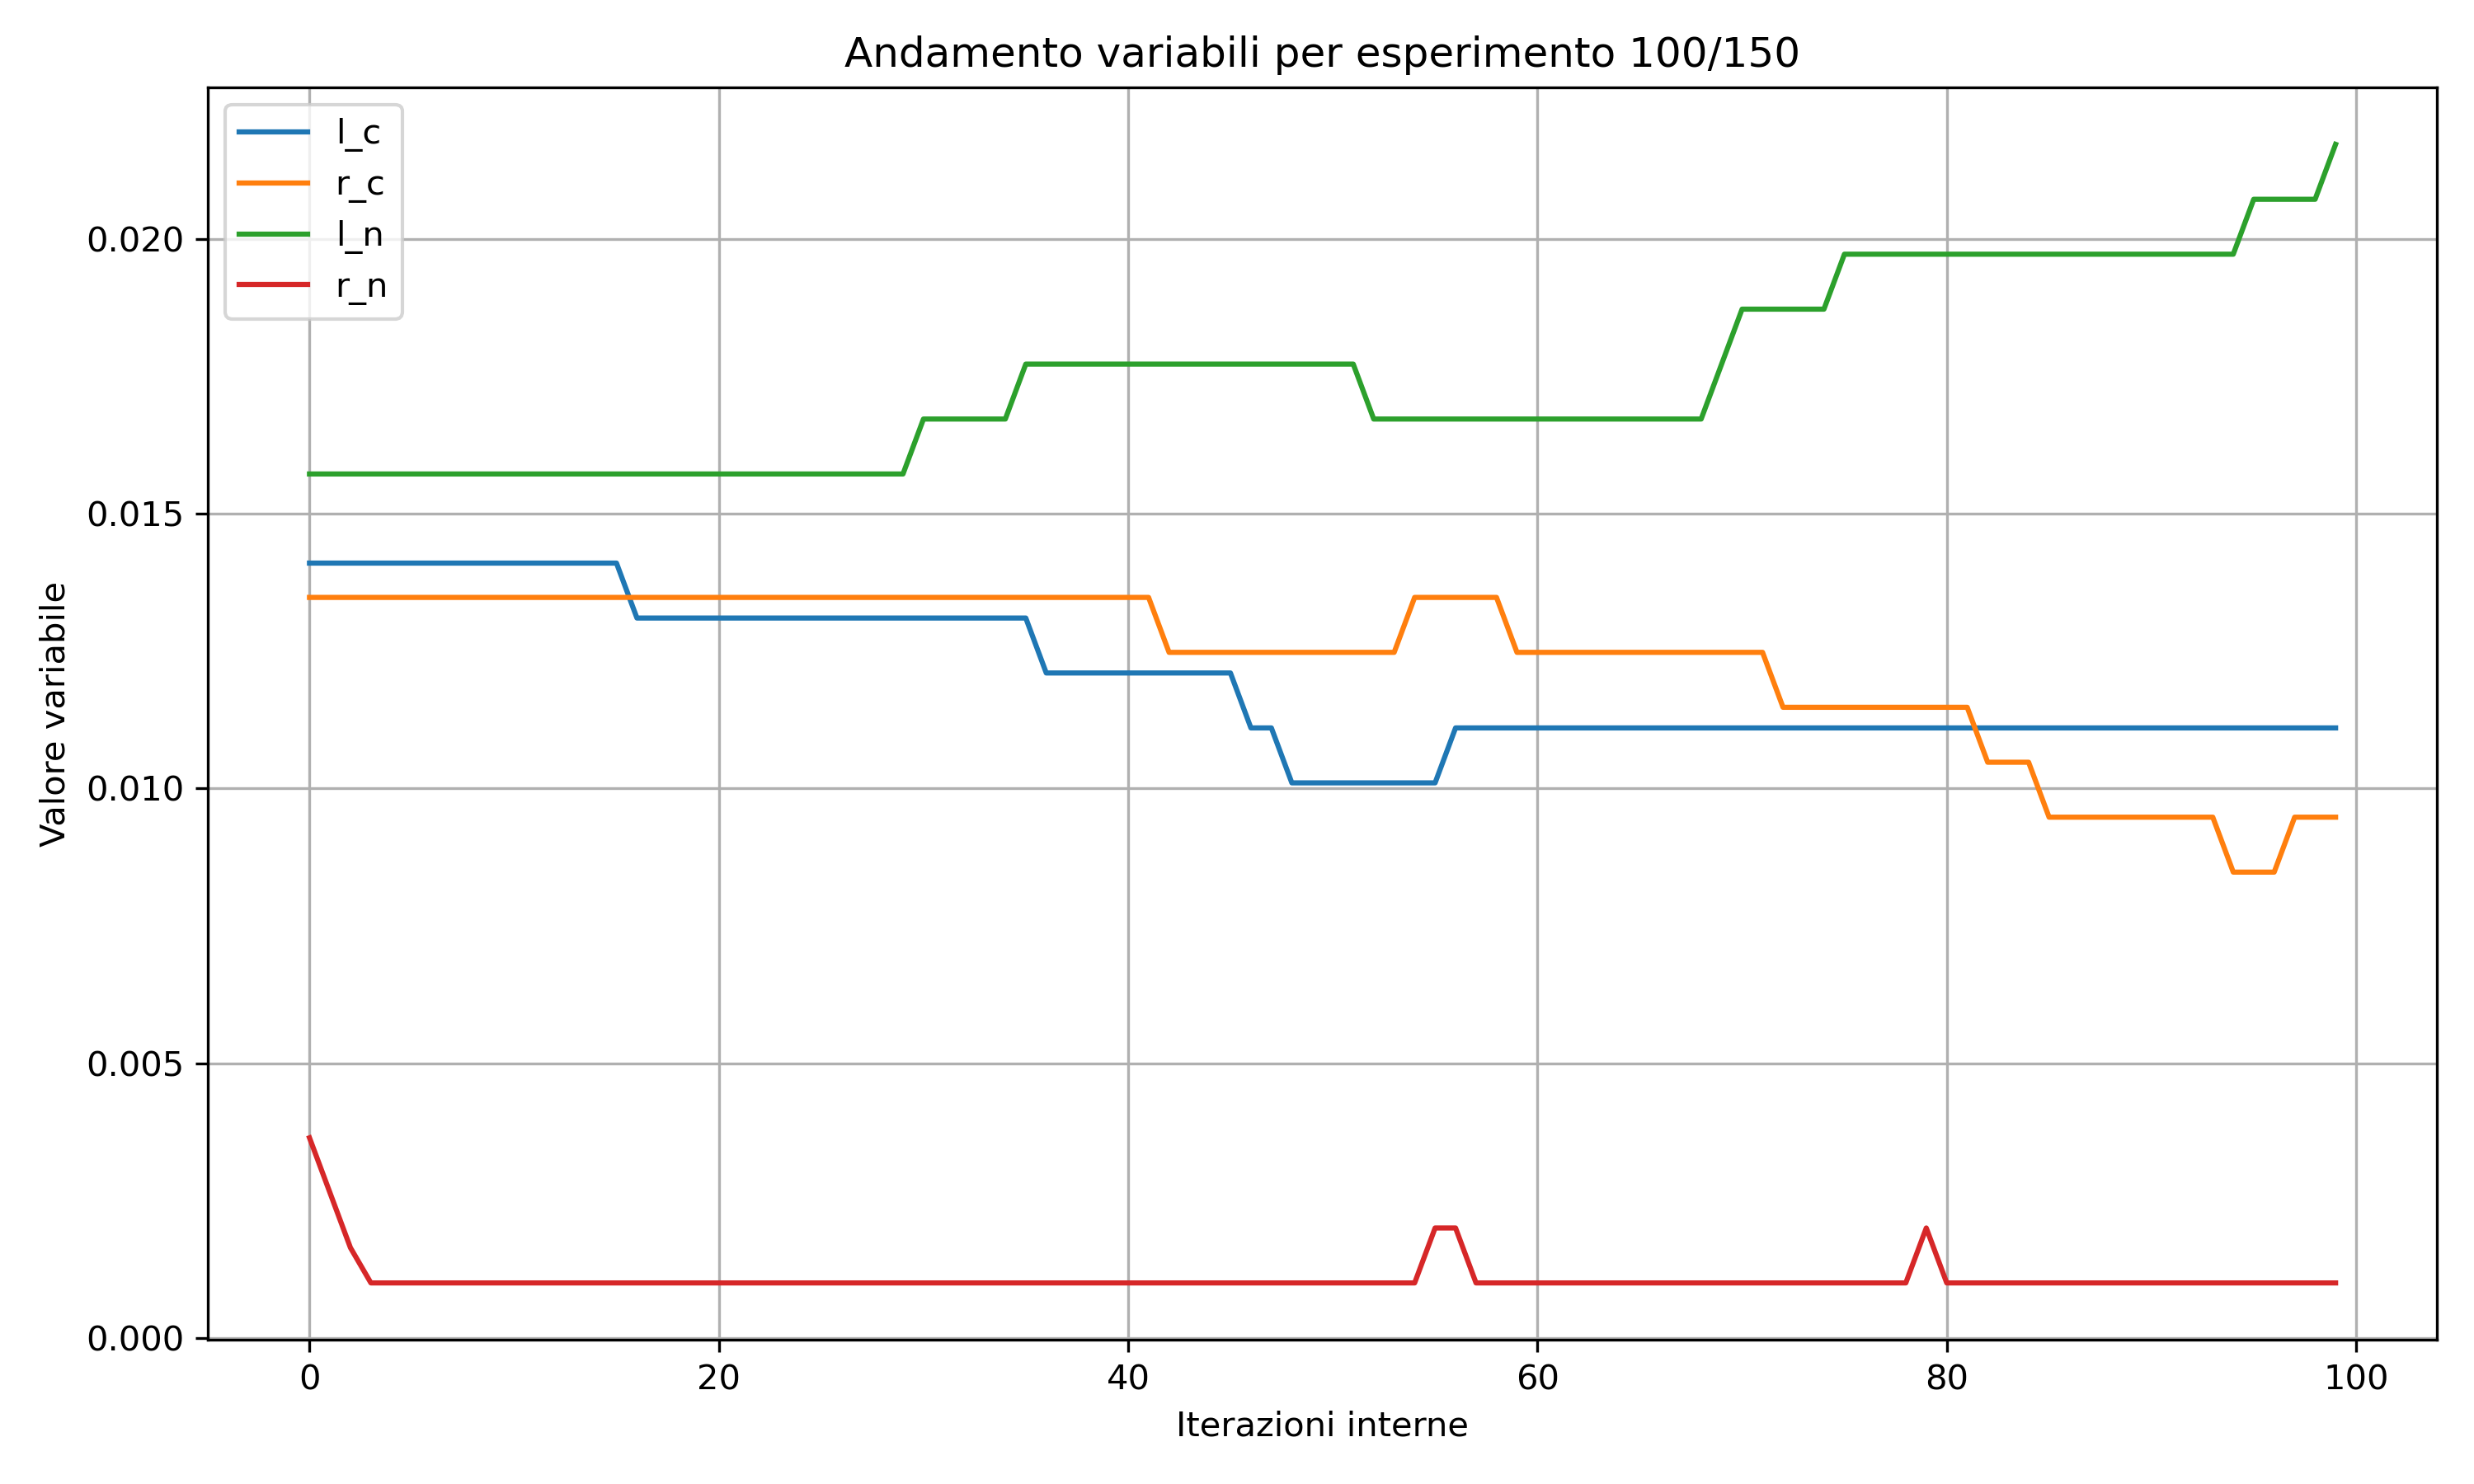 Andamento variabili per esperimento 100/150
l_c
r_c
l_n
r_n
Valore variabile
0.020
0.015
0.010
0.005
0.000
0 20 40 60 80 100
Iterazioni interne